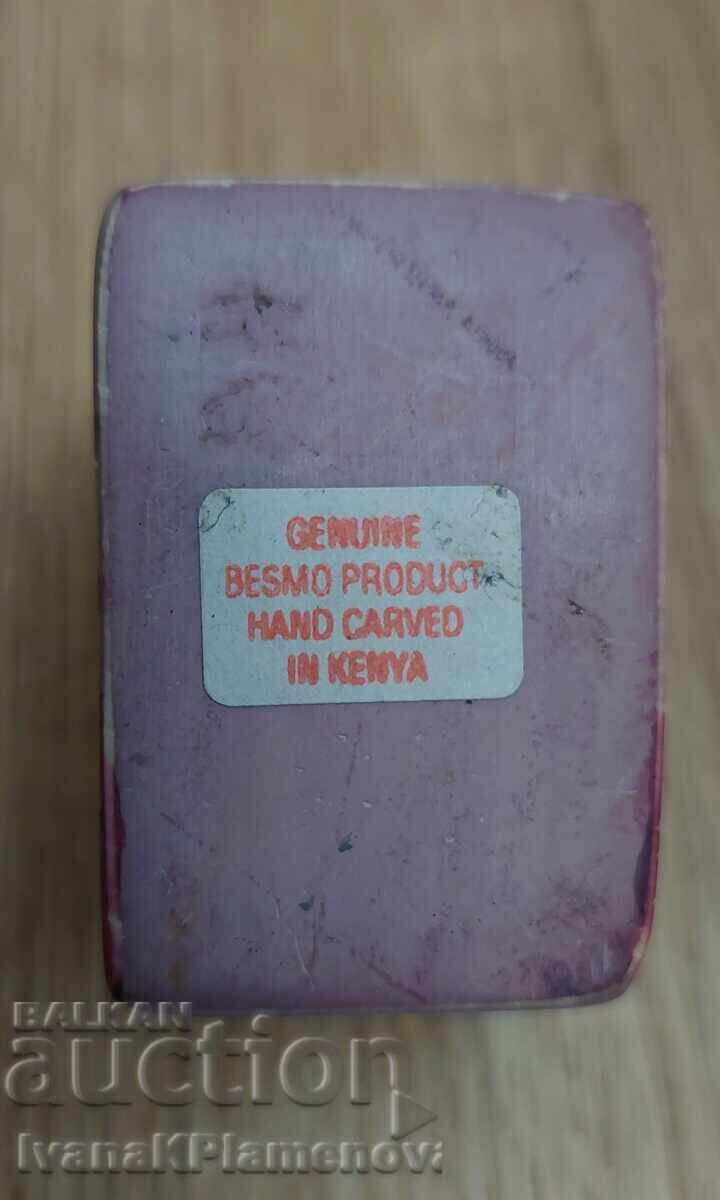 GENUINE
BESMO PRODUCT
HAND CARVED
IN KENYA
BALKAN
auction
IvanaKPlamenova